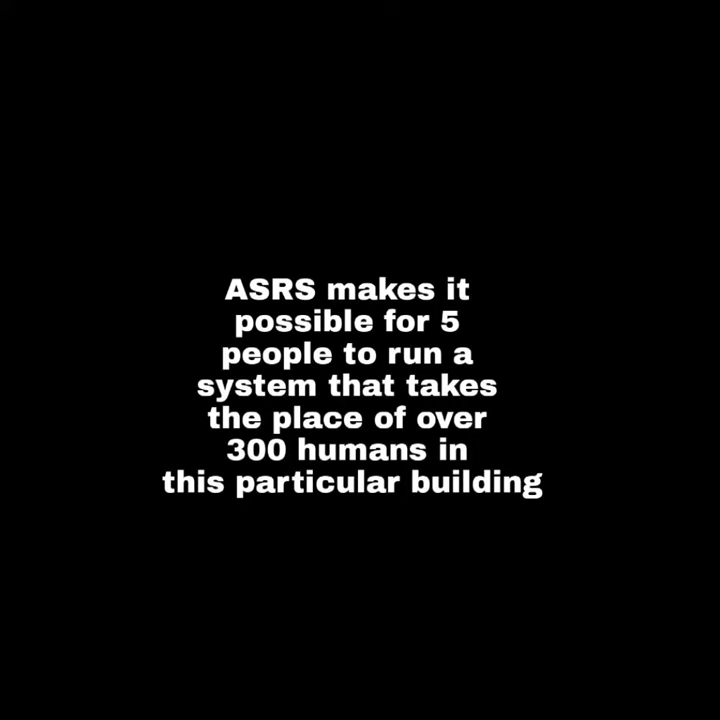 ASRS makes it
possible for 5
people to run a
system that takes
the place of over
300 humans in
this particular building